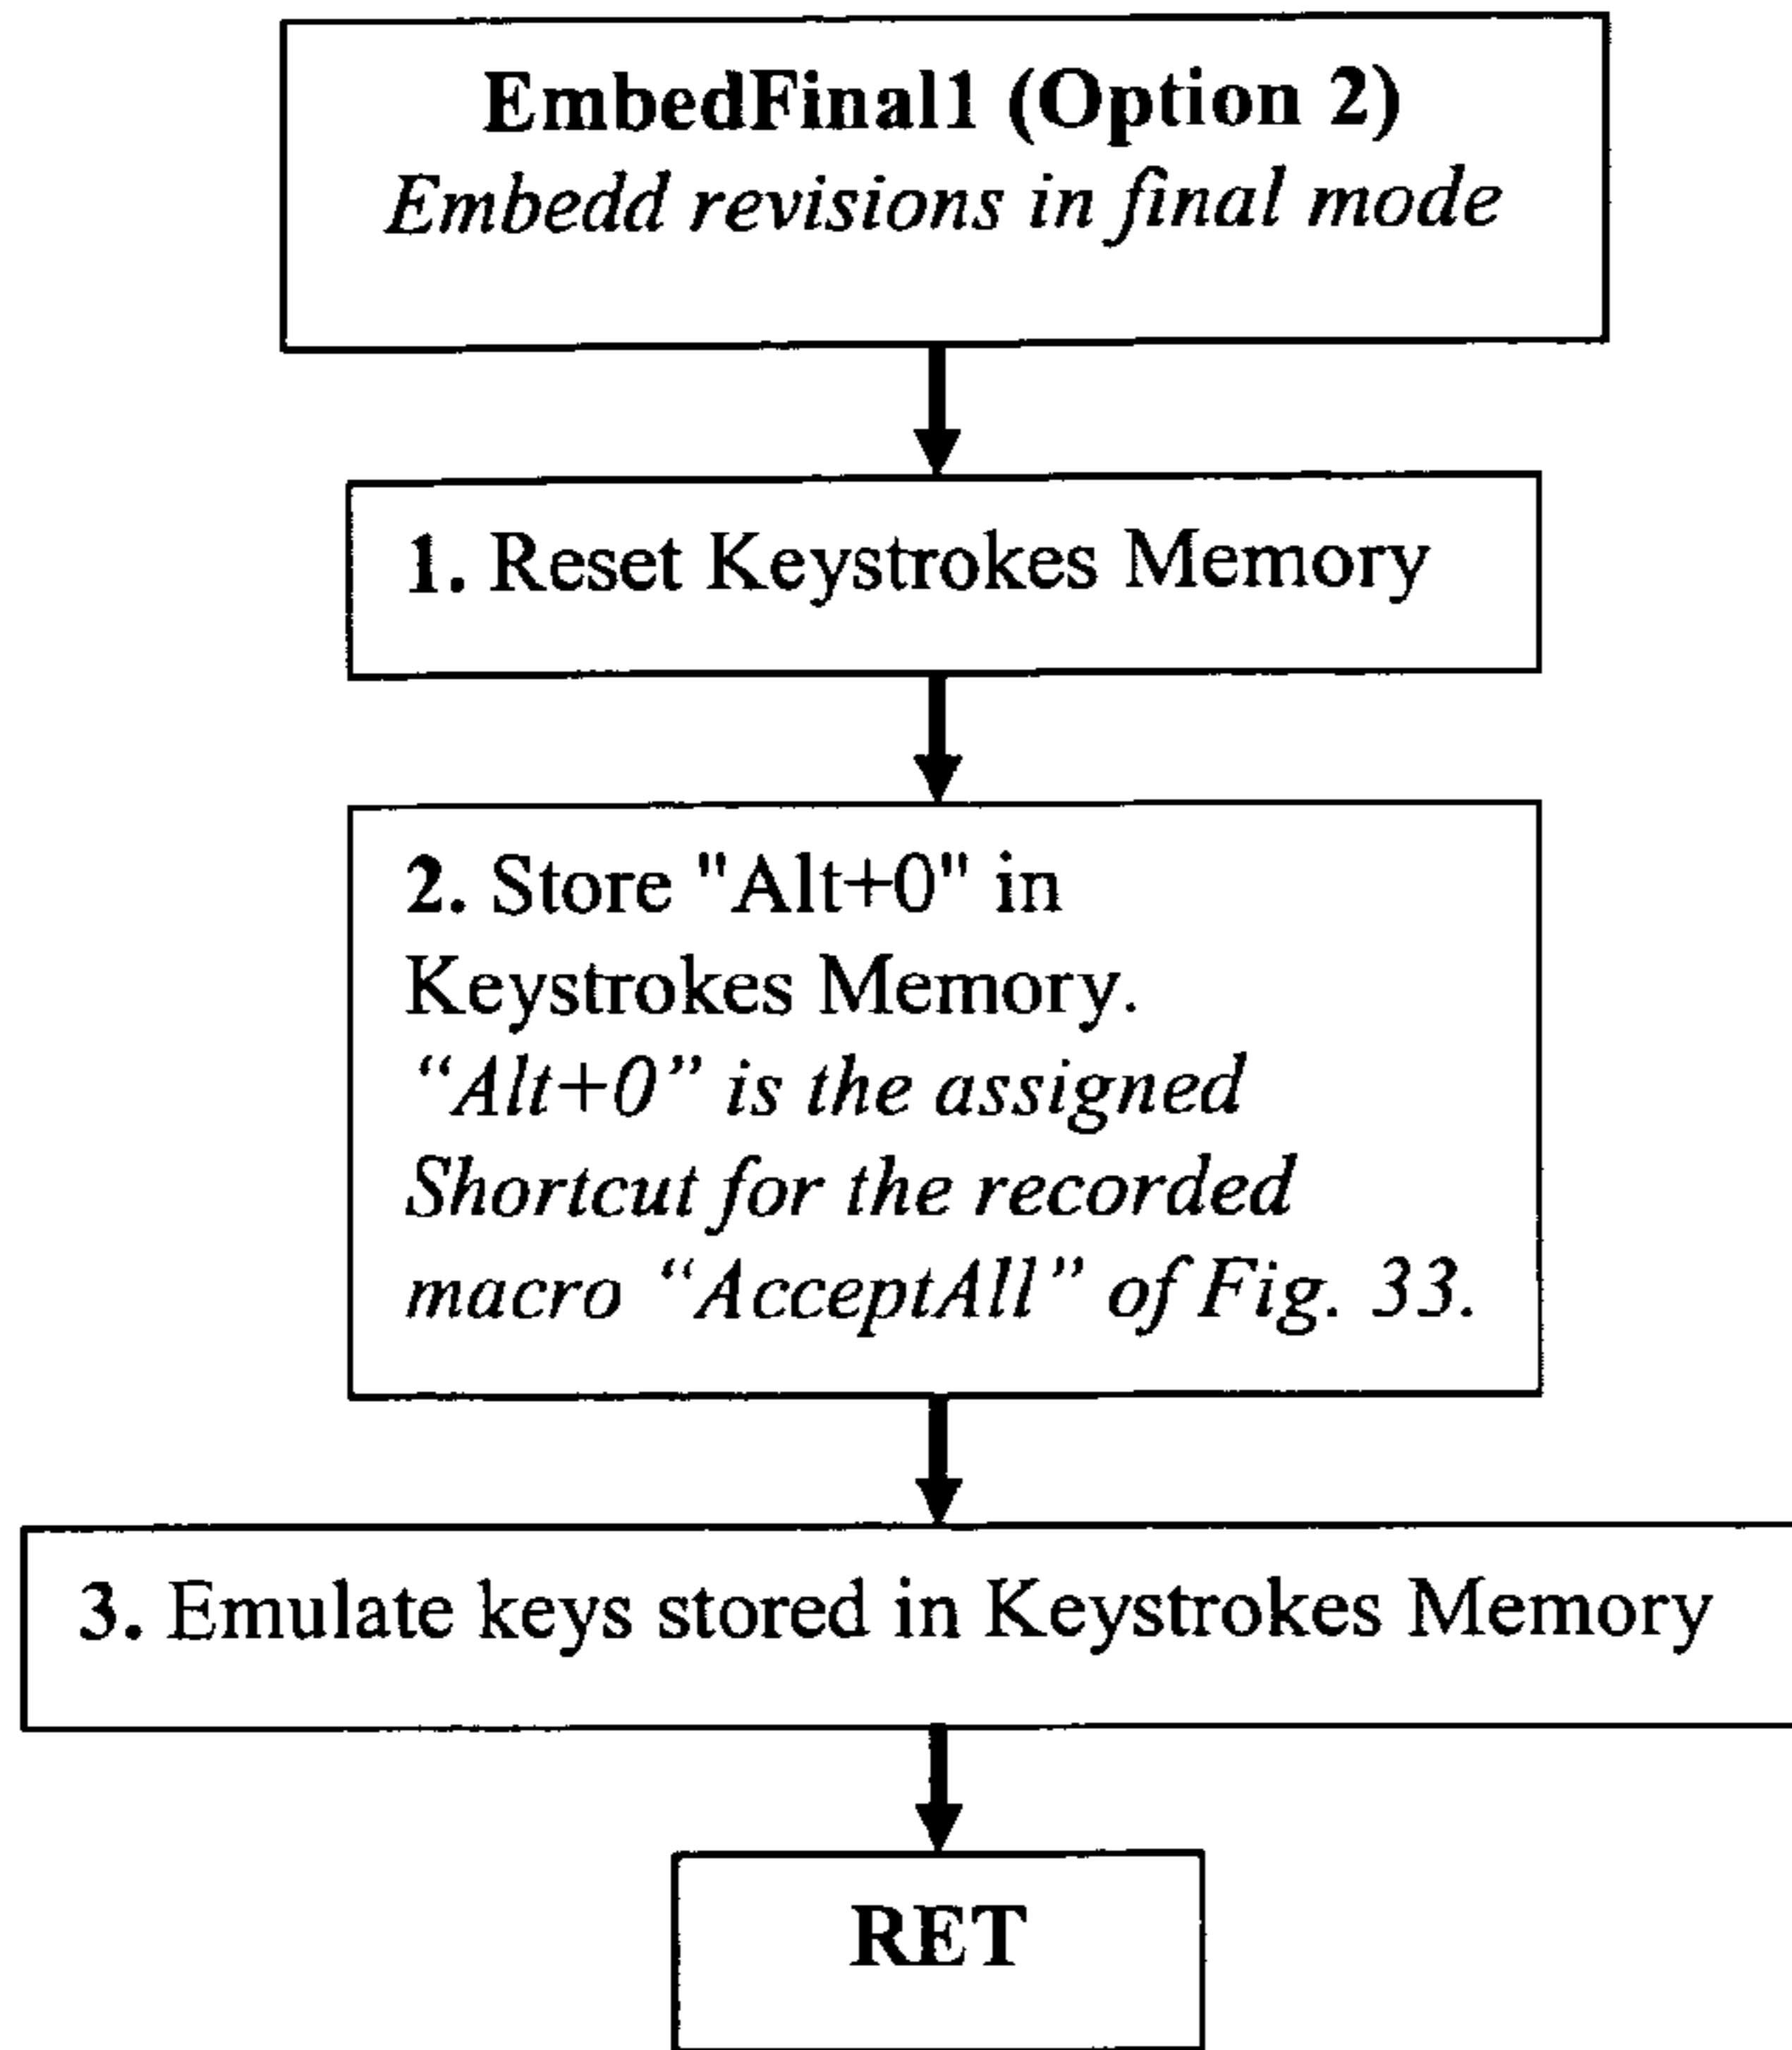 EmbedFinal1 (Option 2)
Embedd revisions in final mode
1. Reset Keystrokes Memory
2. Store "Alt+0" in
Keystrokes Memory.
“Alt+0” is the assigned
Shortcut for the recorded
macro “AcceptAll” of Fig. 33.
3. Emulate keys stored in Keystrokes Memory
RET